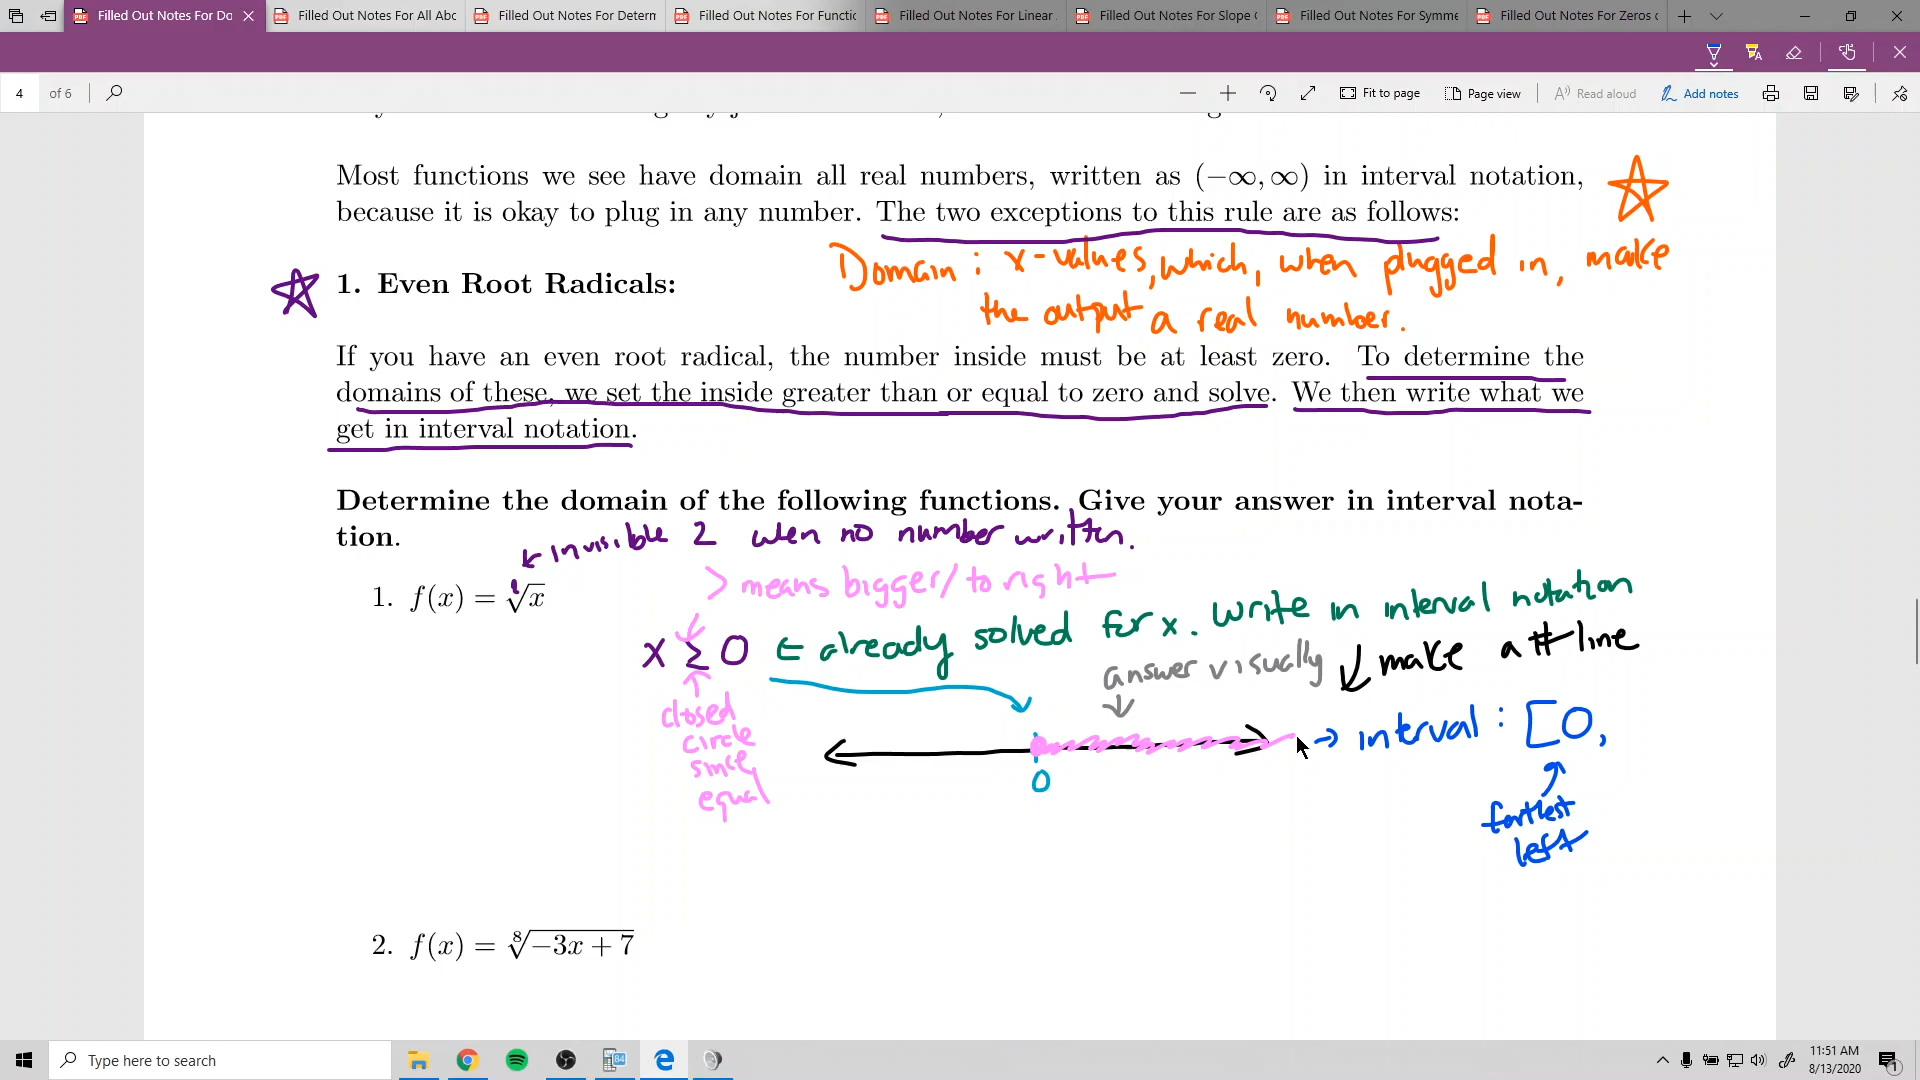 Filled Out Notes For Do
Filled Out Notes For All Abo
Filled Out Notes For Determ
Filled Out Notes For Functio
Filled Out Notes For Linear
Filled Out Notes For Slope
Filled Out Notes For Symme
Filled Out Notes For Zeros
4 of 6
Fit to page
Page view
Read aloud
Add notes
Most functions we see have domain all real numbers, written as (−∞, ∞) in interval notation,
because it is okay to plug in any number. The two exceptions to this rule are as follows:
Domain: x-values, which, when plugged in, make
the output a real number.
1. Even Root Radicals:
If you have an even root radical, the number inside must be at least zero. To determine the
domains of these, we set the inside greater than or equal to zero and solve. We then write what we
get in interval notation.
Determine the domain of the following functions. Give your answer in interval nota-
tion.
← invisible 2 when no number written.
1. f(x) = √x
> means bigger/to right
x ≥ 0 ← already solved for x. Write in interval notation
answer visually
↓ make a # line
closed
circle
since
equal
0
→ interval: [0,
farthest
left
2. f(x) = ⁸√−3x + 7
Type here to search
84
11:51 AM
8/13/2020
1